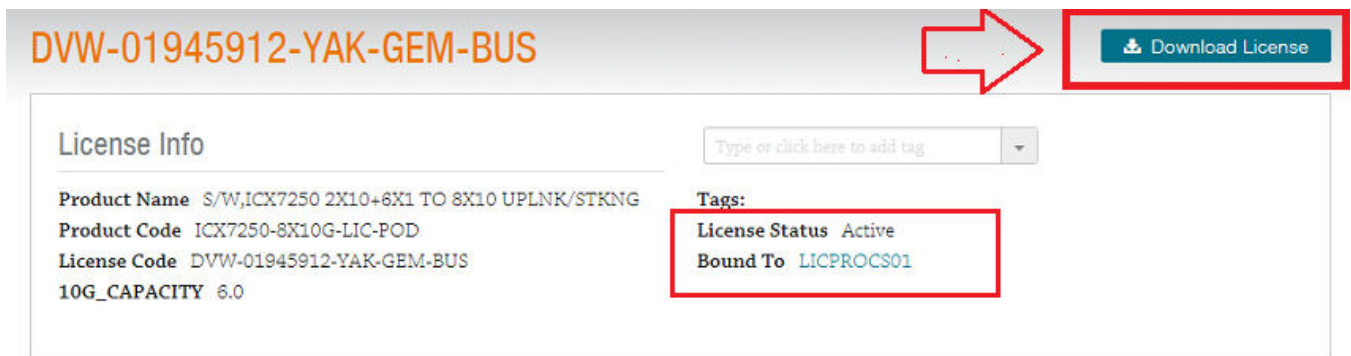 DVW-01945912-YAK-GEM-BUS
Download License
License Info
Type or click here to add tag
Product Name S/W,ICX7250 2X10+6X1 TO 8X10 UPLNK/STKNG
Tags:
Product Code ICX7250-8X10G-LIC-POD
License Status Active
License Code DVW-01945912-YAK-GEM-BUS
Bound To LICPROCS01
10G_CAPACITY 6.0